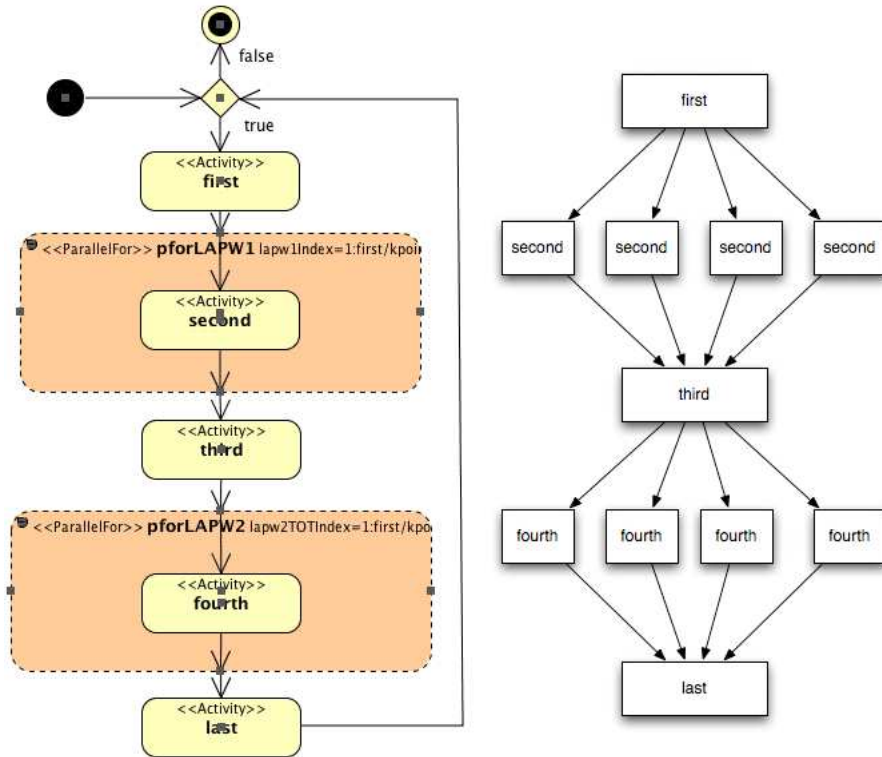 false
true
<<Activity>>
first
<<ParallelFor>> pforLAPW1 lapw1Index=1:first/kpoi
<<Activity>>
second
<<Activity>>
third
<<ParallelFor>> pforLAPW2 lapw2TOTIndex=1:first/kpo
<<Activity>>
fourth
<<Activity>>
last
first
second second second second
third
fourth fourth fourth fourth
last